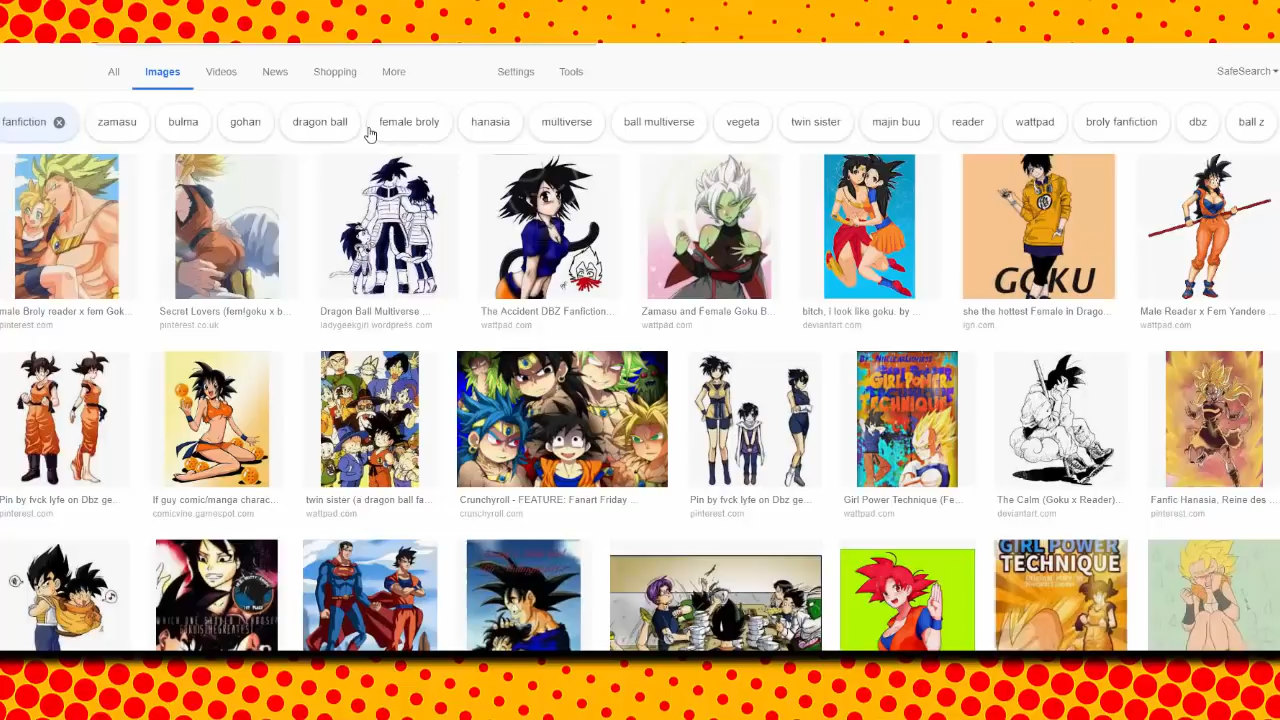 All Images Videos News Shopping More Settings Tools SafeSearch
fanfiction zamasu bulma gohan dragon ball female broly hanasia multiverse ball multiverse vegeta twin sister majin buu reader wattpad broly fanfiction dbz ball z
GOKU
male Broly reader x fem Gok... Secret Lovers (fem!goku x b... Dragon Ball Multiverse ... The Accident DBZ Fanfiction... Zamasu and Female Goku B... bitch, i look like goku. by ... she the hottest Female in Drago... Male Reader x Fem Yandere ...
pinterest.com pinterest.co.uk ladygeekgirl.wordpress.com wattpad.com wattpad.com deviantart.com ign.com wattpad.com
GIRL POWER
TECHNIQUE
Pin by fvck lyfe on Dbz ge... If guy comic/manga charac... twin sister (a dragon ball fa... Crunchyroll - FEATURE: Fanart Friday ... Pin by fvck lyfe on Dbz ge... Girl Power Technique (Fe... The Calm (Goku x Reader)... Fanfic Hanasia, Reine des ...
pinterest.com comicvine.gamespot.com wattpad.com crunchyroll.com pinterest.com wattpad.com deviantart.com pinterest.com
GIRL POWER
TECHNIQUE